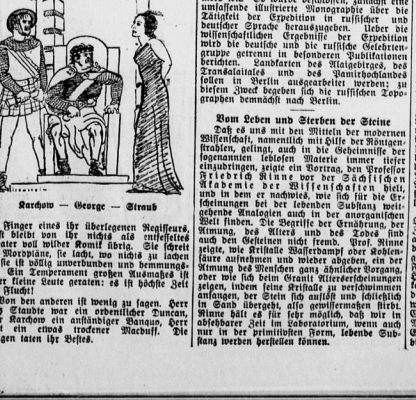 Karchow — George — Straub
Finger eines ihr überlegenen Regisseurs,
st bleibt von ihr nichts als entfesseltes
ater voll wilder Komik übrig. Sie schreit
Mordpläne, sie lacht, wo nichts zu lachen
sie ist völlig unverbunden und hemmungs-
Ein Temperament großen Ausmaßes ist
er kleine Leute geraten: es ist höchste Zeit
Flucht!
Von den anderen ist wenig zu sagen. Herr
Staudte war ein ordentlicher Duncan,
r Karchow ein anständiger Banquo, Herr
t ein etwas trockener Macduff. Die
gen taten ihr Bestes.
umfassende illustrierte Monographie über die
Tätigkeit der Expedition in russischer und
deutscher Sprache herauszugeben. Ueber die
wissenschaftlichen Ergebnisse der Expedition
wird die deutsche und die russische Gelehrten-
gruppe getrennt in besonderen Publikationen
berichten. Landkarten des Alaigebirges, des
Transalaitales und des Pamirhochlandes
sollen in Berlin ausgearbeitet werden; zu
diesem Zweck begeben sich die russischen Topo-
graphen demnächst nach Berlin.
Vom Leben und Sterben der Steine
Daß es uns mit den Mitteln der modernen
Wissenschaft, namentlich mit Hilfe der Röntgen-
strahlen, gelingt, auch in die Geheimnisse der
sogenannten leblosen Materie immer tiefer
einzudringen, zeigte ein Vortrag, den Professor
Friedrich Rinne der Sächsischen
Akademie der Wissenschaften hielt,
und in dem er nachwies, wie sich für die Er-
scheinungen bei der lebenden Substanz weit-
gehende Analogien auch in der anorganischen
Welt finden. Die Begriffe der Ernährung, der
Atmung, des Alters und des Todes sind
auch den Gesteinen nicht fremd. Prof. Rinne
zeigte, wie Kristalle Wasserdampf oder Kohlen-
säure aufnehmen und wieder abgeben, ein der
Atmung des Menschen ganz ähnlicher Vorgang,
oder wie sich beim Granit Alterserscheinungen
zeigen, indem seine Kristalle zu verschwimmen
anfangen, der Stein sich auflöst und schließlich
in Sand übergeht, also gewissermaßen stirbt.
Rinne hält es für sehr möglich, daß wir in
absehbarer Zeit im Laboratorium, wenn auch
nur in der primitivsten Form, lebende Sub-
stanz werden herstellen können.